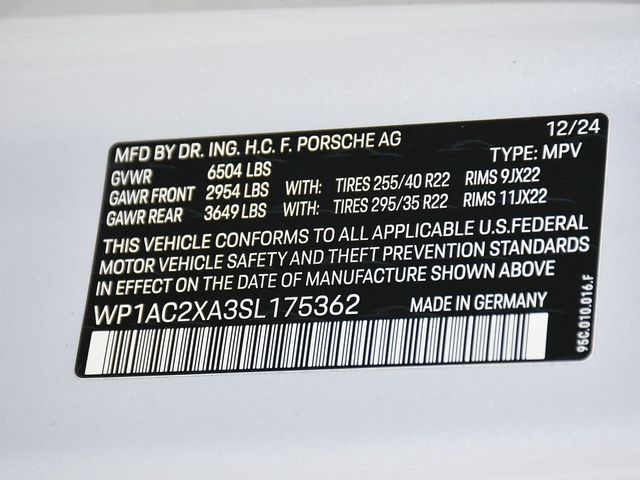 MFD BY DR. ING. H.C. F. PORSCHE AG 12/24
GVWR 6504 LBS TYPE: MPV
GAWR FRONT 2954 LBS WITH: TIRES 255/40 R22 RIMS 9JX22
GAWR REAR 3649 LBS WITH: TIRES 295/35 R22 RIMS 11JX22
THIS VEHICLE CONFORMS TO ALL APPLICABLE U.S.FEDERAL
MOTOR VEHICLE SAFETY AND THEFT PREVENTION STANDARDS
IN EFFECT ON THE DATE OF MANUFACTURE SHOWN ABOVE
WP1AC2XA3SL175362 MADE IN GERMANY
95C.010.016.F